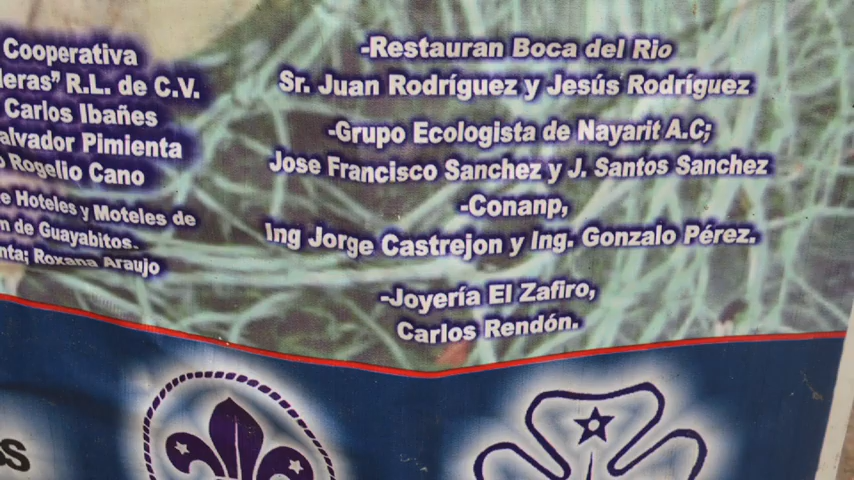 Cooperativa
eras" R.L. de C.V.
Carlos Ibañes
alvador Pimienta
Rogelio Cano
e Hoteles y Moteles de
n de Guayabitos.
nta; Roxana Araujo
-Restauran Boca del Rio
Sr. Juan Rodríguez y Jesús Rodríguez
-Grupo Ecologista de Nayarit A.C;
Jose Francisco Sanchez y J. Santos Sanchez
-Conanp,
Ing Jorge Castrejon y Ing. Gonzalo Pérez.
-Joyería El Zafiro,
Carlos Rendón.